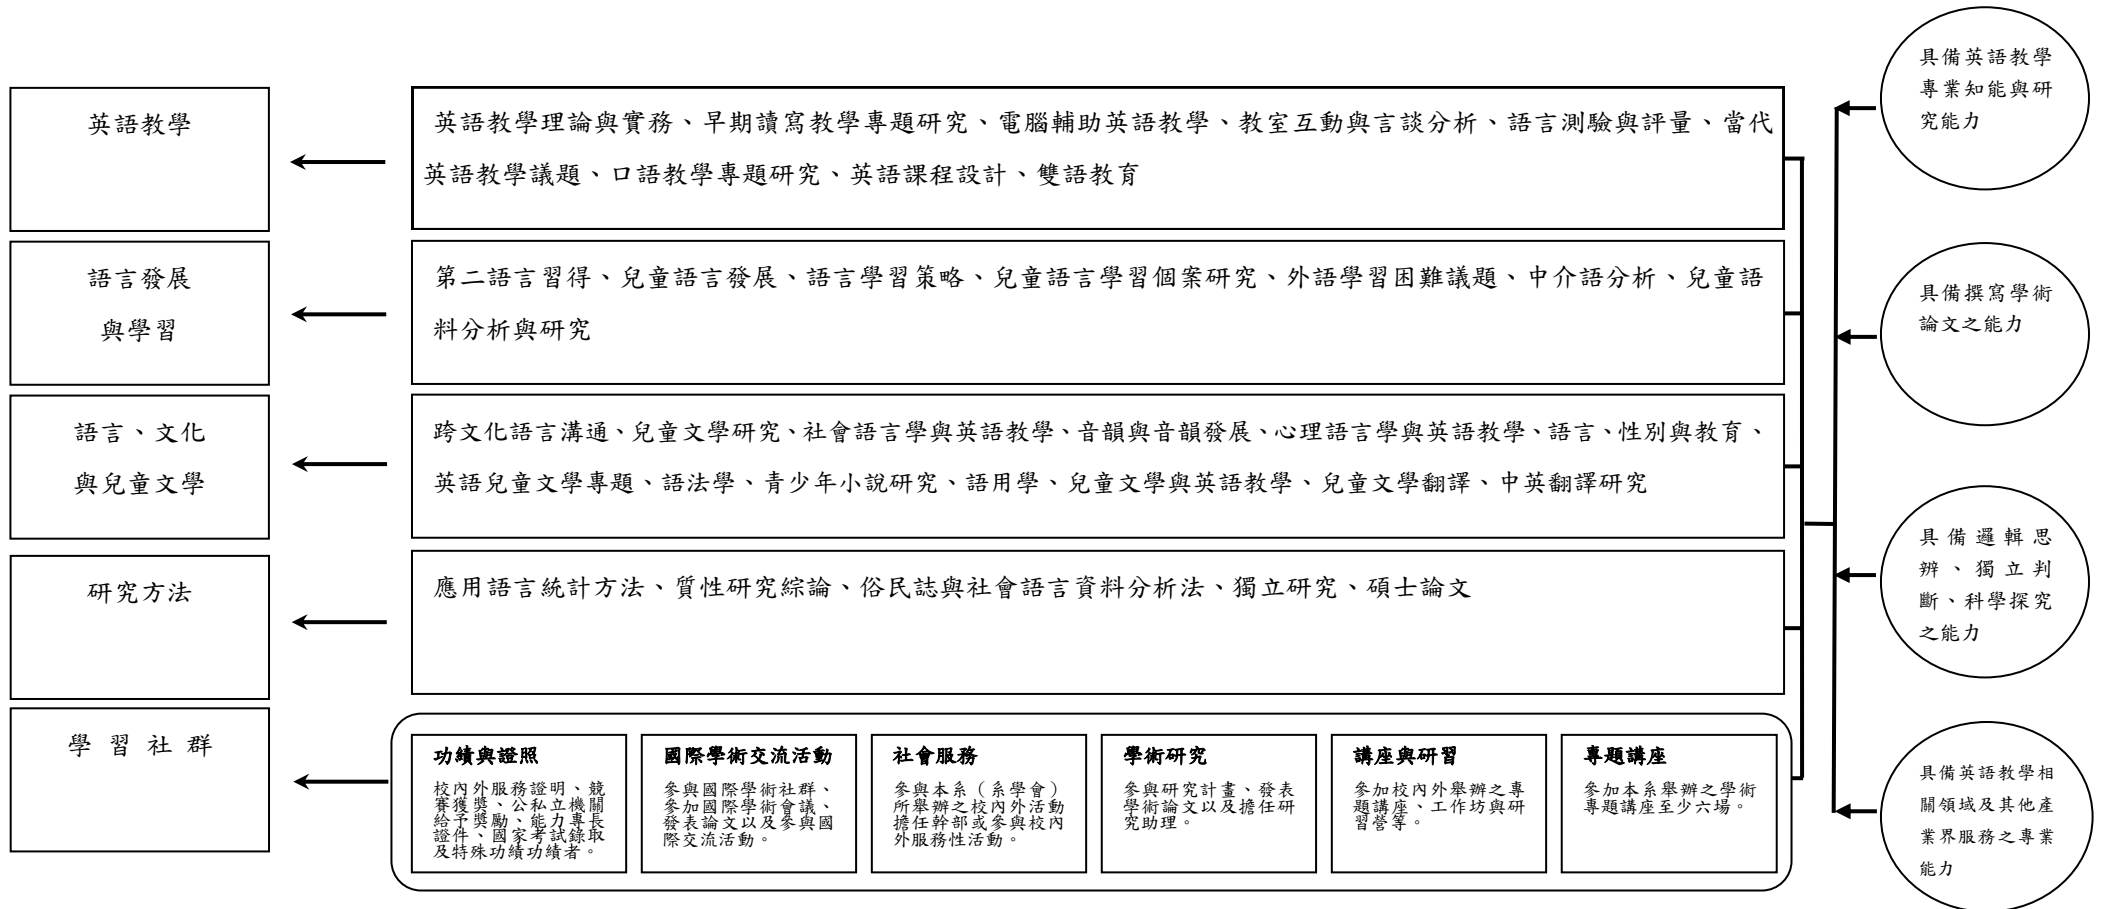 英語教學
英語教學理論與實務、早期讀寫教學專題研究、電腦輔助英語教學、教室互動與言談分析、語言測驗與評量、當代
英語教學議題、口語教學專題研究、英語課程設計、雙語教育
語言發展
與學習
第二語言習得、兒童語言發展、語言學習策略、兒童語言學習個案研究、外語學習困難議題、中介語分析、兒童語
料分析與研究
語言、文化
與兒童文學
跨文化語言溝通、兒童文學研究、社會語言學與英語教學、音韻與音韻發展、心理語言學與英語教學、語言、性別與教育、
英語兒童文學專題、語法學、青少年小說研究、語用學、兒童文學與英語教學、兒童文學翻譯、中英翻譯研究
研究方法
應用語言統計方法、質性研究綜論、俗民誌與社會語言資料分析法、獨立研究、碩士論文
學習社群
功績與證照
校內外服務證明、競
賽獲獎、公私立機關
給予獎勵、能力專長
證件、國家考試錄取
及特殊功績功績者。
國際學術交流活動
參與國際學術社群、
參加國際學術會議、
發表論文以及參與國
際交流活動。
社會服務
參與本系（系學會）
所舉辦之校內外活動
擔任幹部或參與校內
外服務性活動。
學術研究
參與研究計畫、發表
學術論文以及擔任研
究助理。
講座與研習
參加校內外舉辦之專
題講座、工作坊與研
習營等。
專題講座
參加本系舉辦之學術
專題講座至少六場。
具備英語教學
專業知能與研
究能力
具備撰寫學術
論文之能力
具備邏輯思
辨、獨立判
斷、科學探究
之能力
具備英語教學相
關領域及其他產
業界服務之專業
能力